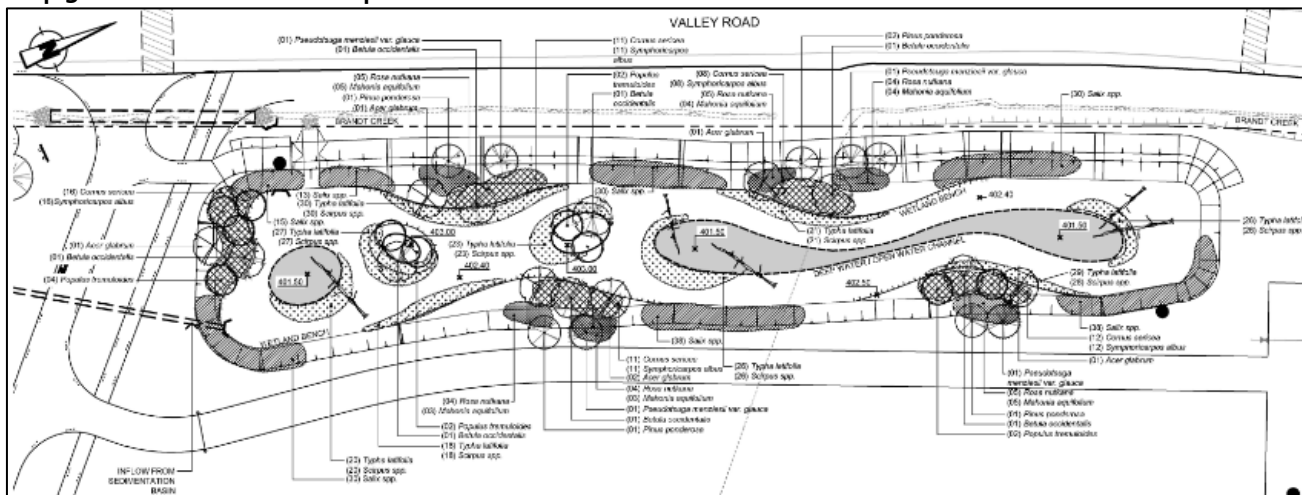 VALLEY ROAD
(01) Pseudotsuga menziesii var. glauca
(01) Betula occidentalis
(11) Cornus sericea
(11) Symphoricarpos
albus
(02) Pinus ponderosa
(01) Betula occidentalis
(05) Rosa nutkana
(05) Mahonia aquifolium
(01) Pinus ponderosa
(01) Acer glabrum
(02) Populus
tremuloides
(01) Betula
occidentalis
(08) Cornus sericea
(08) Symphoricarpos albus
(05) Rosa nutkana
(04) Mahonia aquifolium
(01) Acer glabrum
(01) Pseudotsuga menziesii var. glauca
(04) Rosa nutkana
(04) Mahonia aquifolium
(30) Salix spp.
BRANDT CREEK
BRANDT CREEK
(16) Cornus sericea
(16) Symphoricarpos albus
(13) Salix spp.
(30) Typha latifolia
(30) Scirpus spp.
(15) Salix spp.
(27) Typha latifolia
(27) Scirpus spp.
(30) Salix spp.
WETLAND BENCH
402.40
(21) Typha latifolia
(21) Scirpus spp.
(26) Typha latifolia
(26) Scirpus spp.
(01) Acer glabrum
(01) Betula occidentalis
(04) Populus tremuloides
403.00
(23) Typha latifolia
(23) Scirpus spp.
403.00
402.40
401.50
401.50
401.50
DEEP WATER / OPEN WATER CHANNEL
402.50
(29) Typha latifolia
(28) Scirpus spp.
WETLAND BENCH
(38) Salix spp.
(38) Salix spp.
(12) Cornus sericea
(12) Symphoricarpos albus
(01) Acer glabrum
(11) Cornus sericea
(11) Symphoricarpos albus
(02) Acer glabrum
(04) Rosa nutkana
(03) Mahonia aquifolium
(01) Pseudotsuga menziesii var. glauca
(01) Betula occidentalis
(01) Pinus ponderosa
(26) Typha latifolia
(26) Scirpus spp.
(04) Rosa nutkana
(03) Mahonia aquifolium
(02) Populus tremuloides
(01) Betula occidentalis
(18) Typha latifolia
(18) Scirpus spp.
(01) Pseudotsuga
menziesii var. glauca
(05) Rosa nutkana
(05) Mahonia aquifolium
(01) Pinus ponderosa
(01) Betula occidentalis
(02) Populus tremuloides
INFLOW FROM
SEDIMENTATION
BASIN
(23) Typha latifolia
(23) Scirpus spp.
(33) Salix spp.